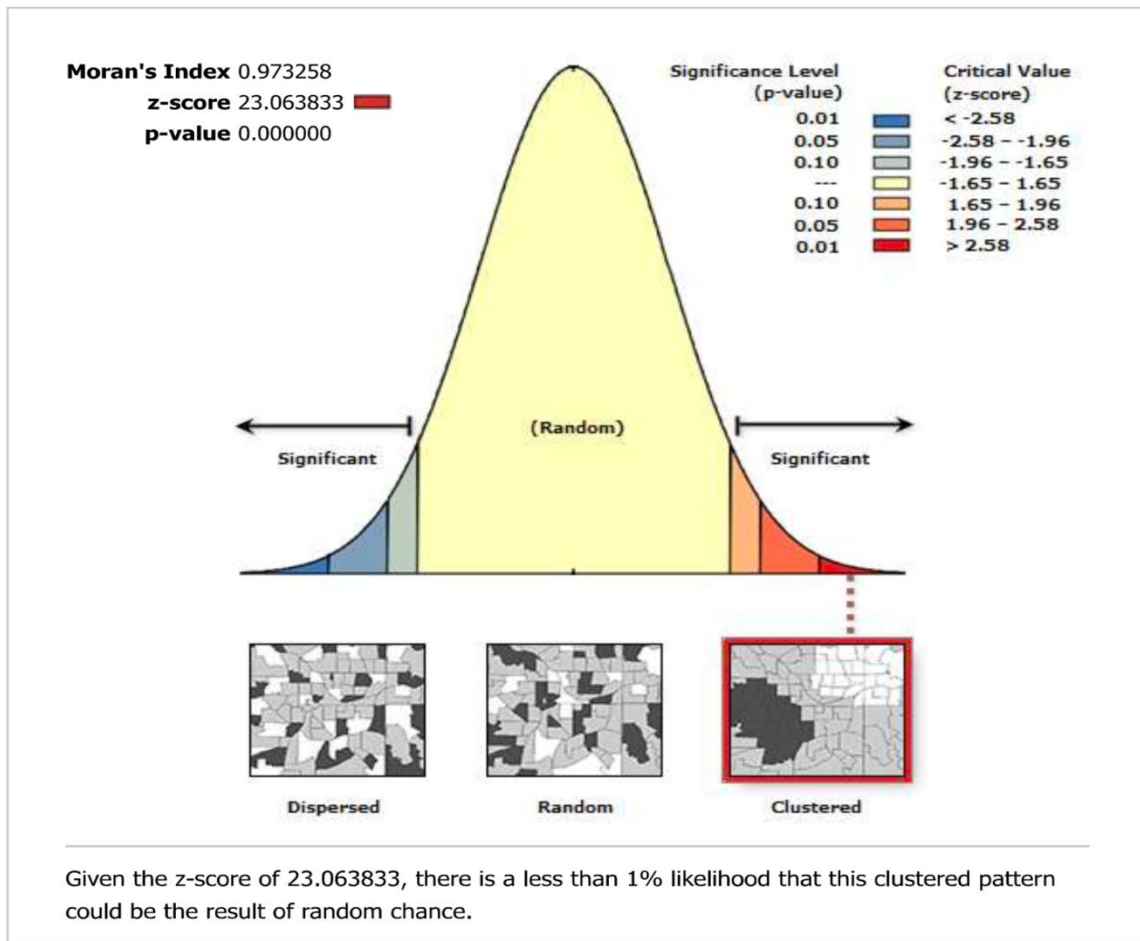 Moran's Index 0.973258
z-score 23.063833
p-value 0.000000
Significance Level
(p-value)
Critical Value
(z-score)
0.01 < -2.58
0.05 -2.58 – -1.96
0.10 -1.96 – -1.65
--- -1.65 – 1.65
0.10 1.65 – 1.96
0.05 1.96 – 2.58
0.01 > 2.58
(Random)
Significant
Significant
Dispersed
Random
Clustered
Given the z-score of 23.063833, there is a less than 1% likelihood that this clustered pattern
could be the result of random chance.